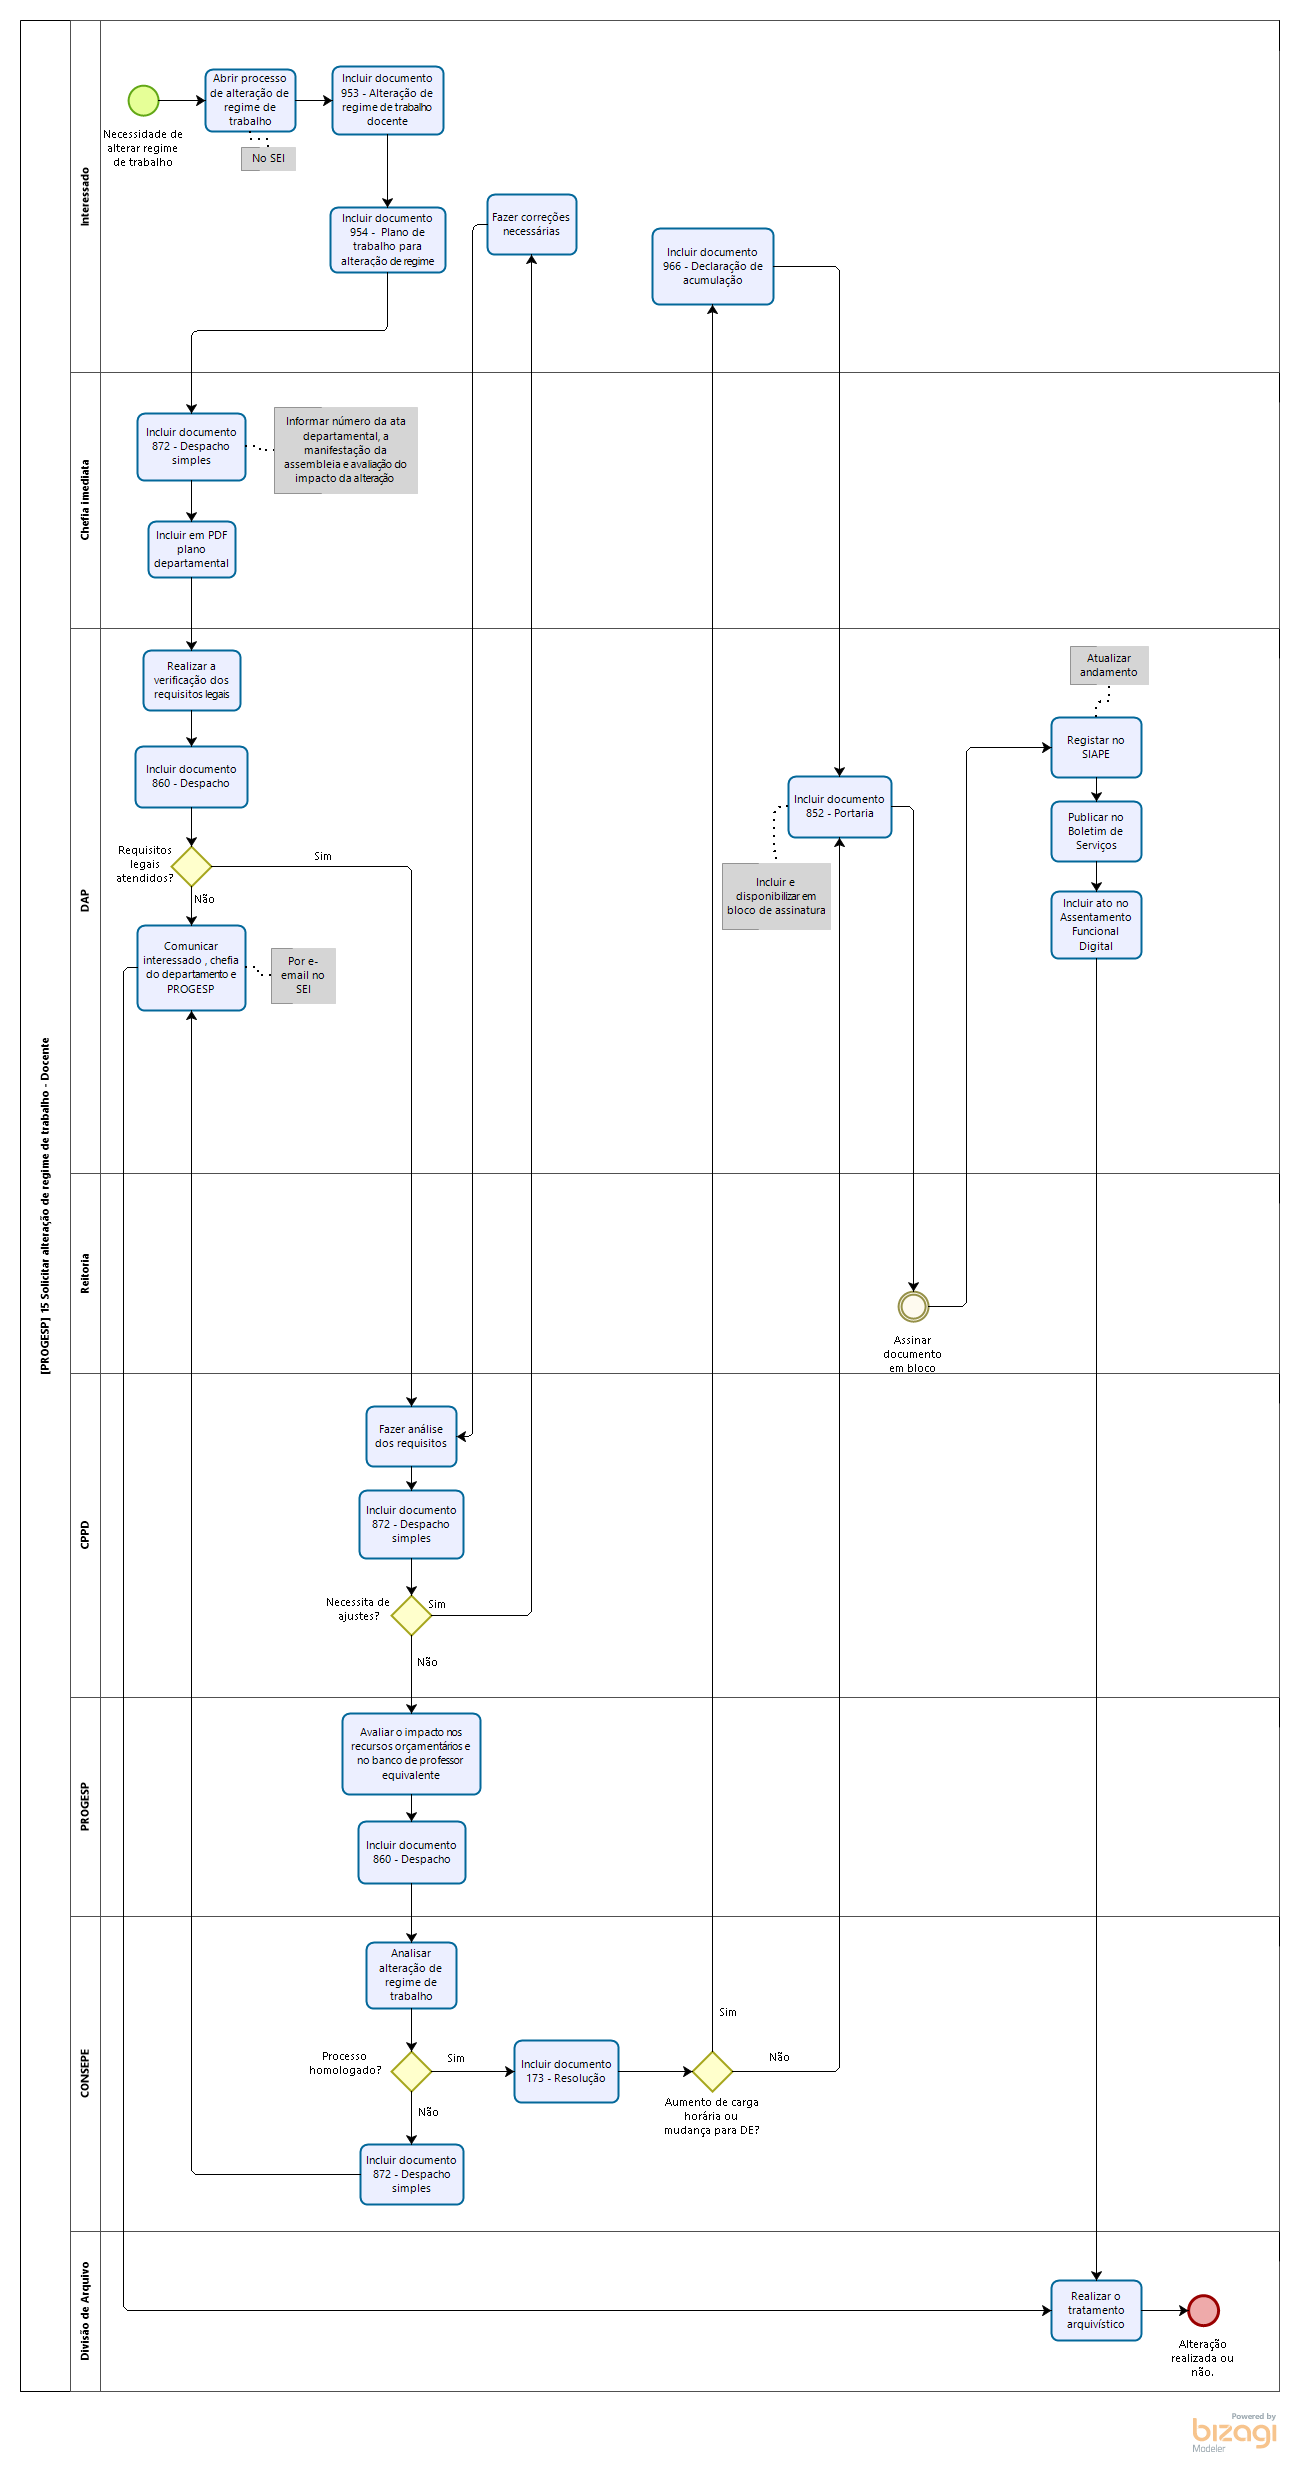 [PROGESP] 15 Solicitar alteração de regime de trabalho - Docente
Interessado
Necessidade de
alterar regime
de trabalho
Abrir processo
de alteração de
regime de
trabalho
No SEI
Incluir documento
953 - Alteração de
regime de trabalho
docente
Incluir documento
954 - Plano de
trabalho para
alteração de regime
Fazer correções
necessárias
Incluir documento
966 - Declaração de
acumulação
Chefia imediata
Incluir documento
872 - Despacho
simples
Informar número da ata
departamental, a
manifestação da
assembleia e avaliação do
impacto da alteração
Incluir em PDF
plano
departamental
DAP
Realizar a
verificação dos
requisitos legais
Incluir documento
860 - Despacho
Requisitos
legais
atendidos?
Sim
Não
Comunicar
interessado , chefia
do departamento e
PROGESP
Por e-
email no
SEI
Incluir documento
852 - Portaria
Incluir e
disponibilizar em
bloco de assinatura
Atualizar
andamento
Registar no
SIAPE
Publicar no
Boletim de
Serviços
Incluir ato no
Assentamento
Funcional
Digital
Reitoria
Assinar
documento
em bloco
CPPD
Fazer análise
dos requisitos
Incluir documento
872 - Despacho
simples
Necessita de
ajustes?
Sim
Não
PROGESP
Avaliar o impacto nos
recursos orçamentários e
no banco de professor
equivalente
Incluir documento
860 - Despacho
CONSEPE
Analisar
alteração de
regime de
trabalho
Processo
homologado?
Sim
Não
Incluir documento
173 - Resolução
Sim
Não
Aumento de carga
horária ou
mudança para DE?
Incluir documento
872 - Despacho
simples
Divisão de Arquivo
Realizar o
tratamento
arquivístico
Alteração
realizada ou
não.
Powered by
bizagi
Modeler